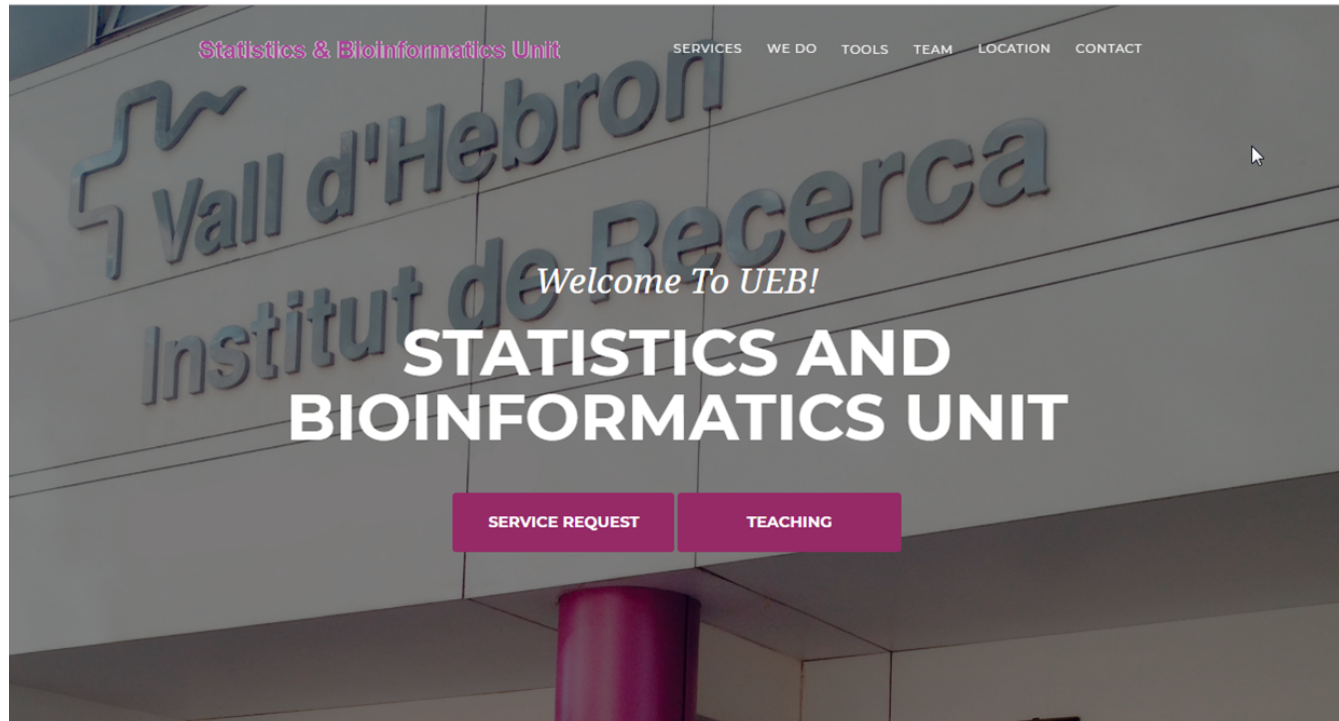 Statistics & Bioinformatics Unit
SERVICES WE DO TOOLS TEAM LOCATION CONTACT
Vall d'Hebron
Institut de Recerca
Welcome To UEB!
STATISTICS AND
BIOINFORMATICS UNIT
SERVICE REQUEST
TEACHING